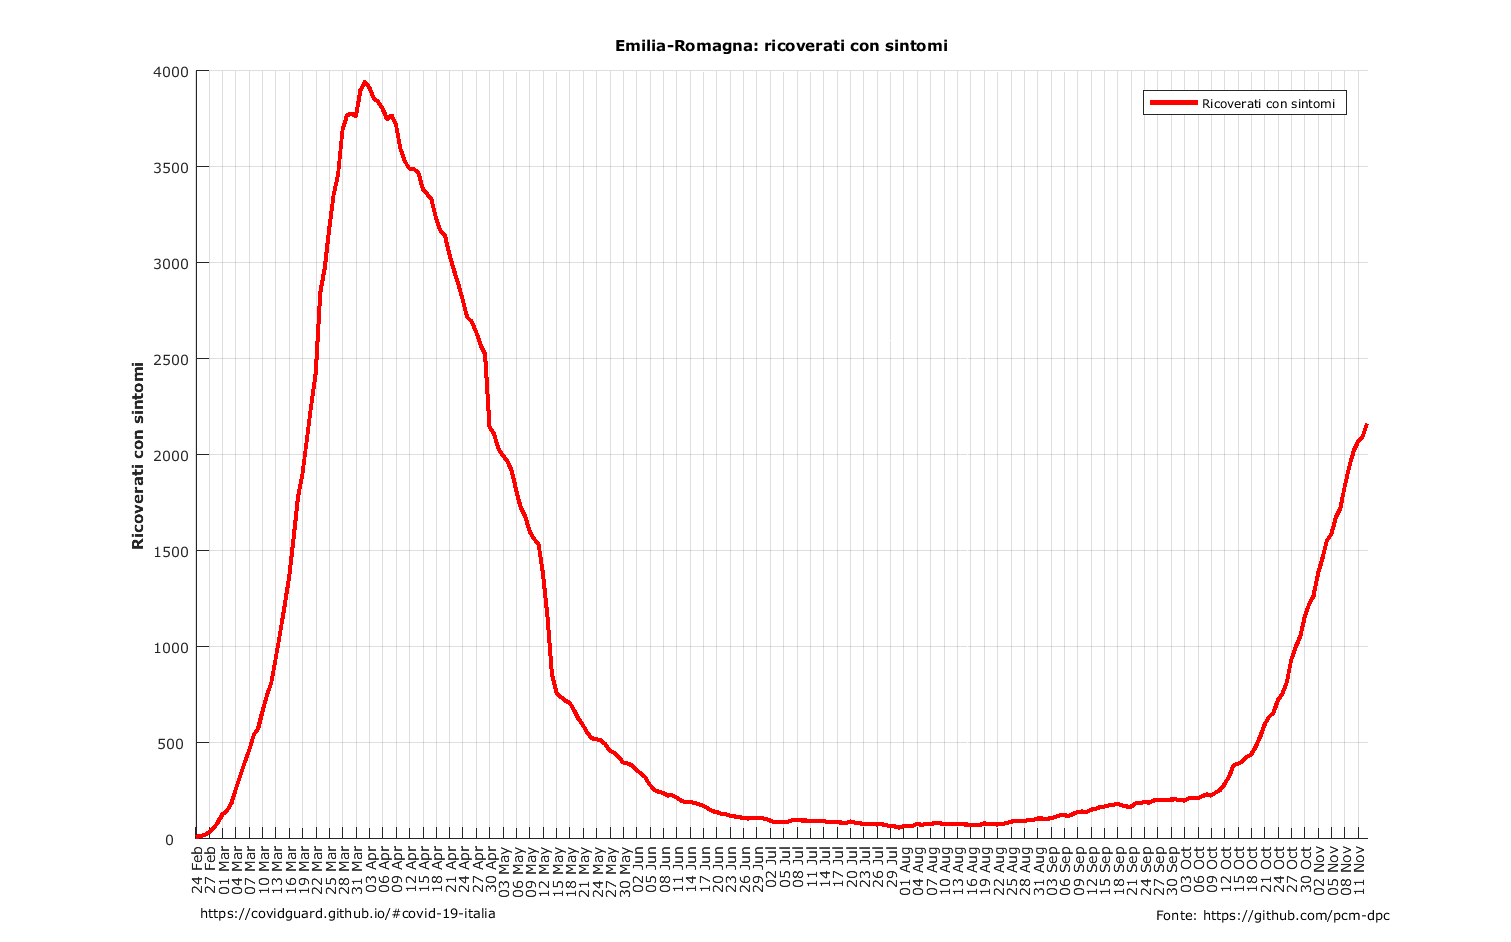 Emilia-Romagna: ricoverati con sintomi
Ricoverati con sintomi
Ricoverati con sintomi
4000
3500
3000
2500
2000
1500
1000
500
0
24 Feb
27 Feb
01 Mar
04 Mar
07 Mar
10 Mar
13 Mar
16 Mar
19 Mar
22 Mar
25 Mar
28 Mar
31 Mar
03 Apr
06 Apr
09 Apr
12 Apr
15 Apr
18 Apr
21 Apr
24 Apr
27 Apr
30 Apr
03 May
06 May
09 May
12 May
15 May
18 May
21 May
24 May
27 May
30 May
02 Jun
05 Jun
08 Jun
11 Jun
14 Jun
17 Jun
20 Jun
23 Jun
26 Jun
29 Jun
02 Jul
05 Jul
08 Jul
11 Jul
14 Jul
17 Jul
20 Jul
23 Jul
26 Jul
29 Jul
01 Aug
04 Aug
07 Aug
10 Aug
13 Aug
16 Aug
19 Aug
22 Aug
25 Aug
28 Aug
31 Aug
03 Sep
06 Sep
09 Sep
12 Sep
15 Sep
18 Sep
21 Sep
24 Sep
27 Sep
30 Sep
03 Oct
06 Oct
09 Oct
12 Oct
15 Oct
18 Oct
21 Oct
24 Oct
27 Oct
30 Oct
02 Nov
05 Nov
08 Nov
11 Nov
https://covidguard.github.io/#covid-19-italia
Fonte: https://github.com/pcm-dpc